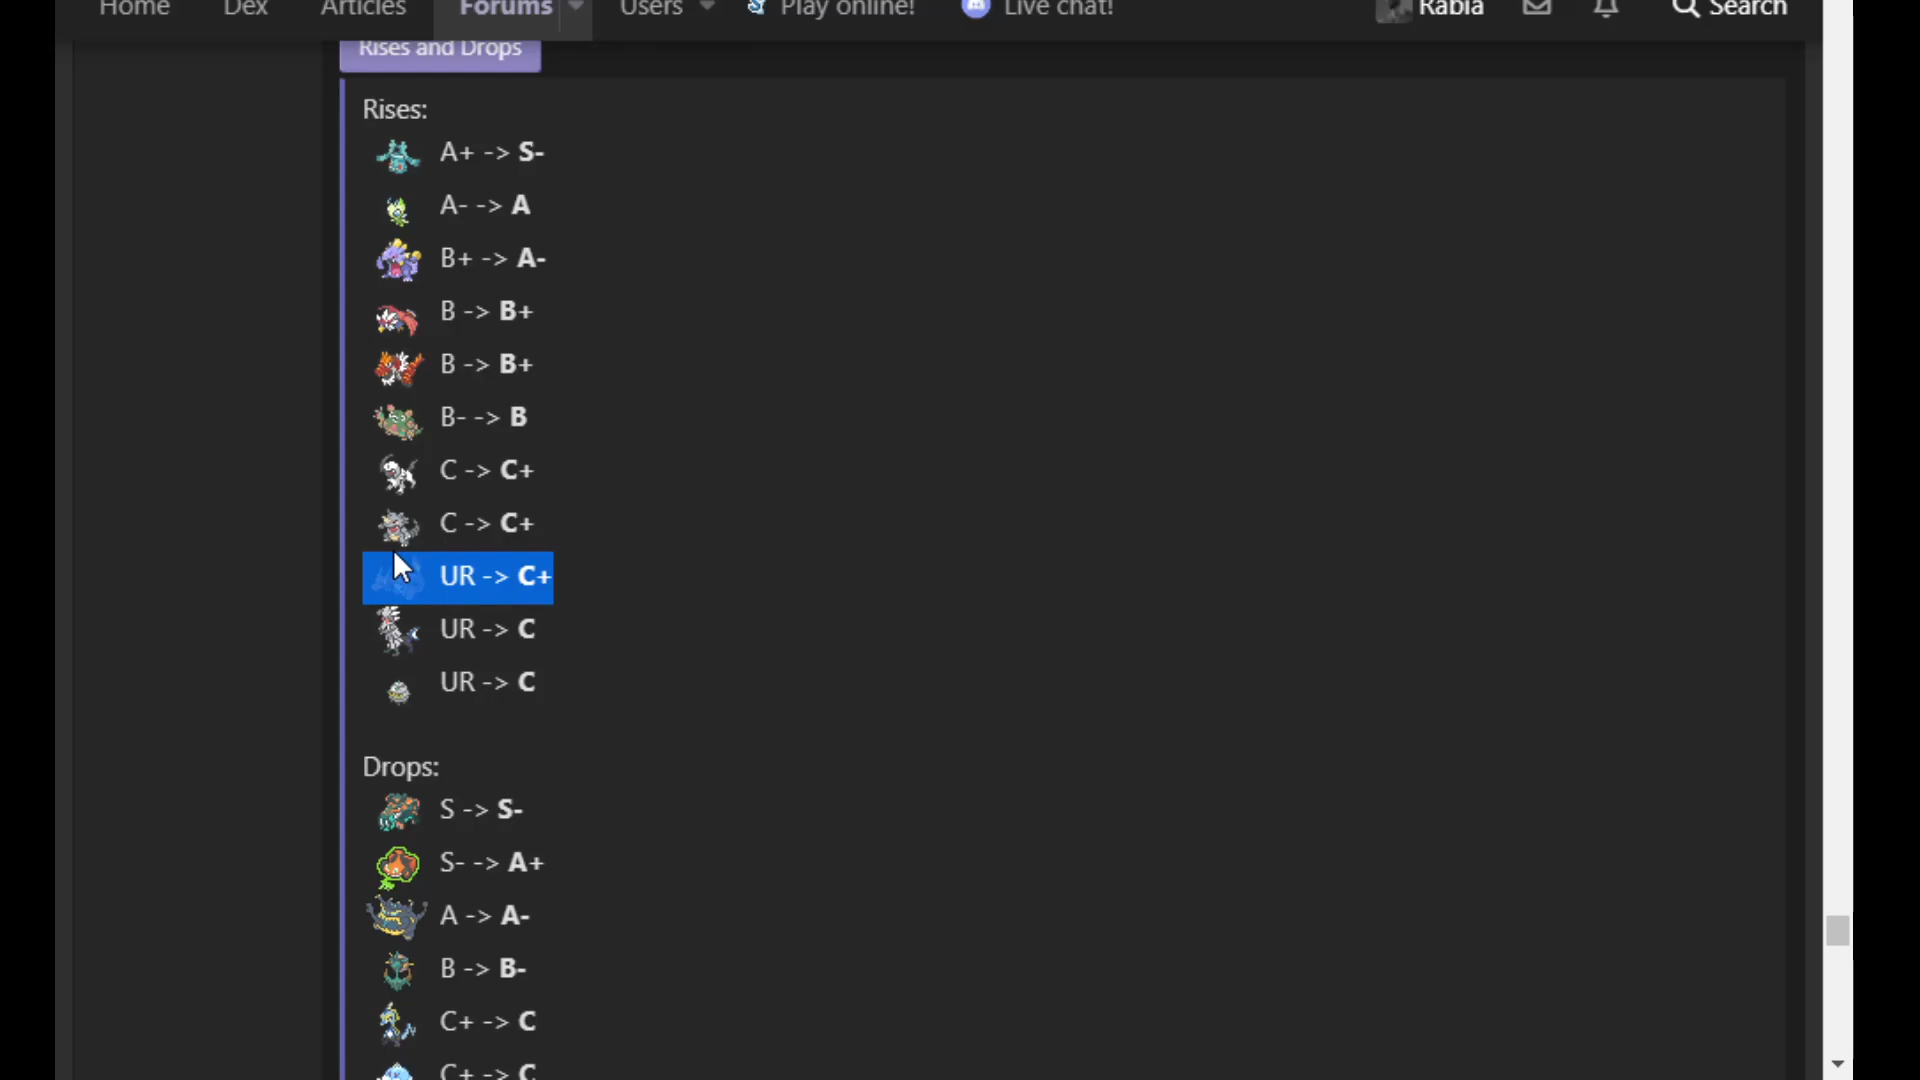 Home Dex Articles Forums Users Play online! Live chat! Rabia Search
Rises and Drops
Rises:
A+ -> S-
A- -> A
B+ -> A-
B -> B+
B -> B+
B- -> B
C -> C+
C -> C+
UR -> C+
UR -> C
UR -> C
Drops:
S -> S-
S- -> A+
A -> A-
B -> B-
C+ -> C
C+ -> C